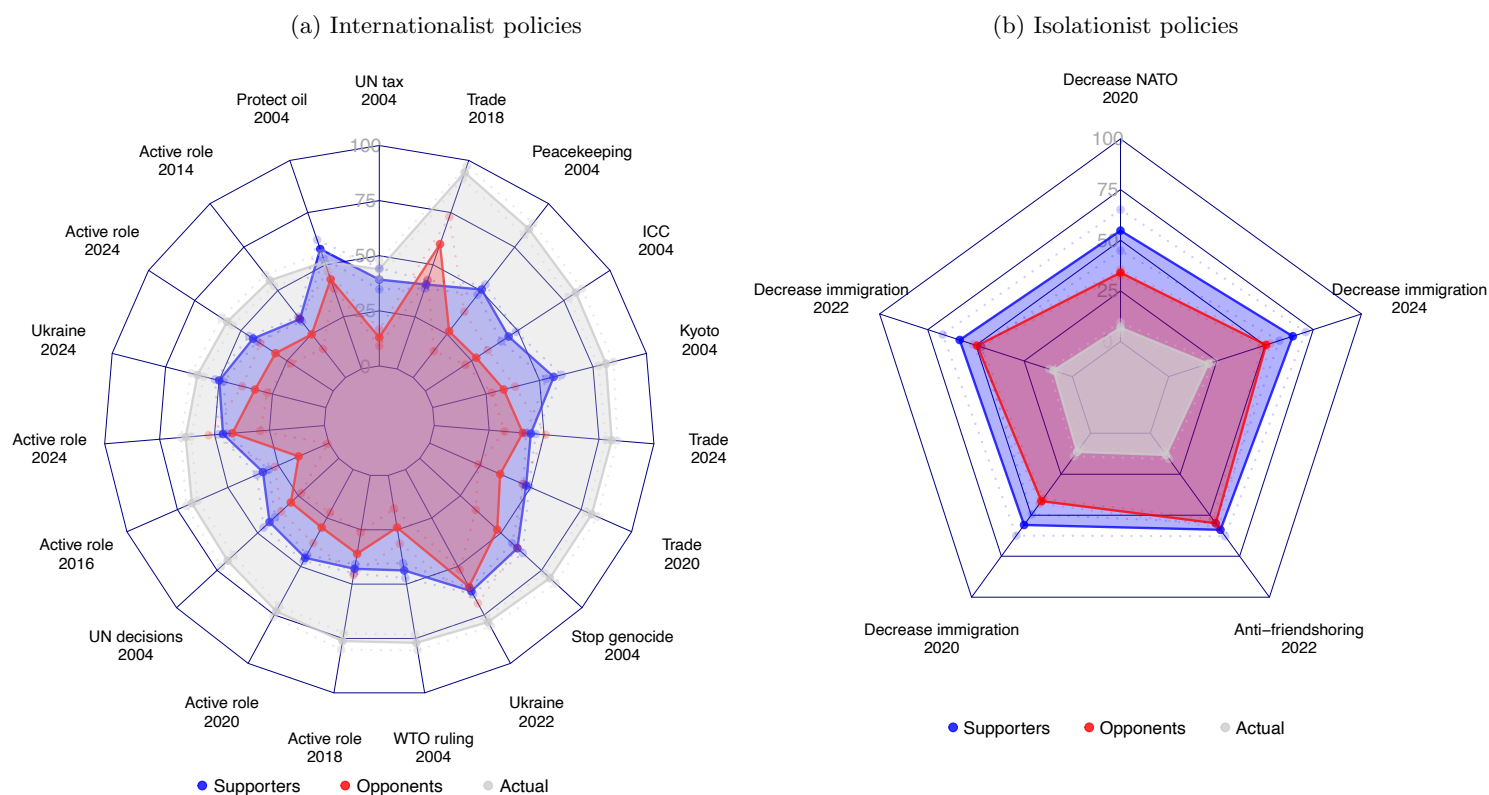 (a) Internationalist policies
UN tax
2004
Trade
2018
Peacekeeping
2004
ICC
2004
Kyoto
2004
Trade
2024
Trade
2020
Stop genocide
2004
Ukraine
2022
WTO ruling
2004
Active role
2018
Active role
2020
UN decisions
2004
Active role
2016
Active role
2024
Ukraine
2024
Active role
2024
Active role
2014
Protect oil
2004
100
75
50
25
0
Supporters
Opponents
Actual
(b) Isolationist policies
Decrease NATO
2020
Decrease immigration
2024
Anti−friendshoring
2022
Decrease immigration
2020
Decrease immigration
2022
100
75
50
25
0
Supporters
Opponents
Actual